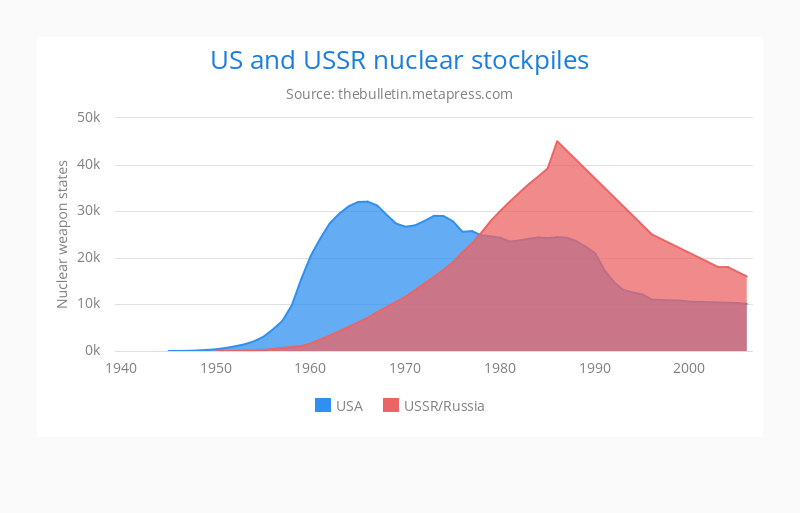 US and USSR nuclear stockpiles
Source: thebulletin.metapress.com
Nuclear weapon states
50k
40k
30k
20k
10k
0k
1940 1950 1960 1970 1980 1990 2000
USA USSR/Russia